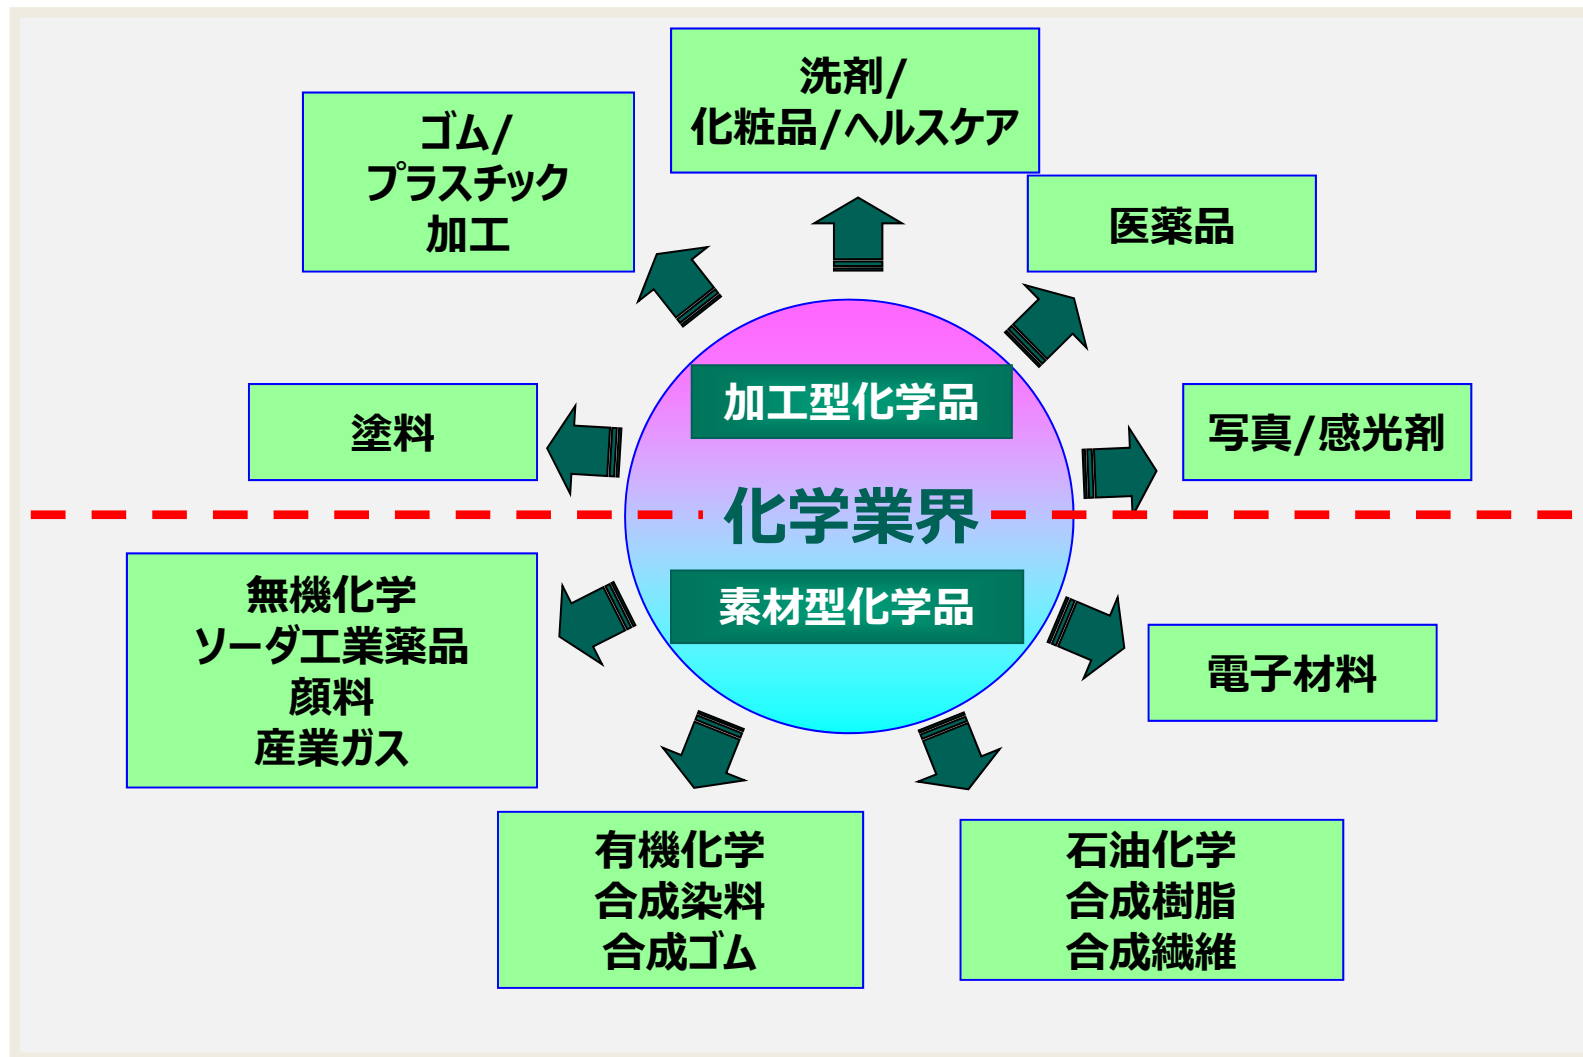 洗剤/
化粧品/ヘルスケア
ゴム/
プラスチック
加工
医薬品
加工型化学品
塗料
写真/感光剤
化学業界
素材型化学品
無機化学
ソーダ工業薬品
顔料
産業ガス
電子材料
有機化学
合成染料
合成ゴム
石油化学
合成樹脂
合成繊維